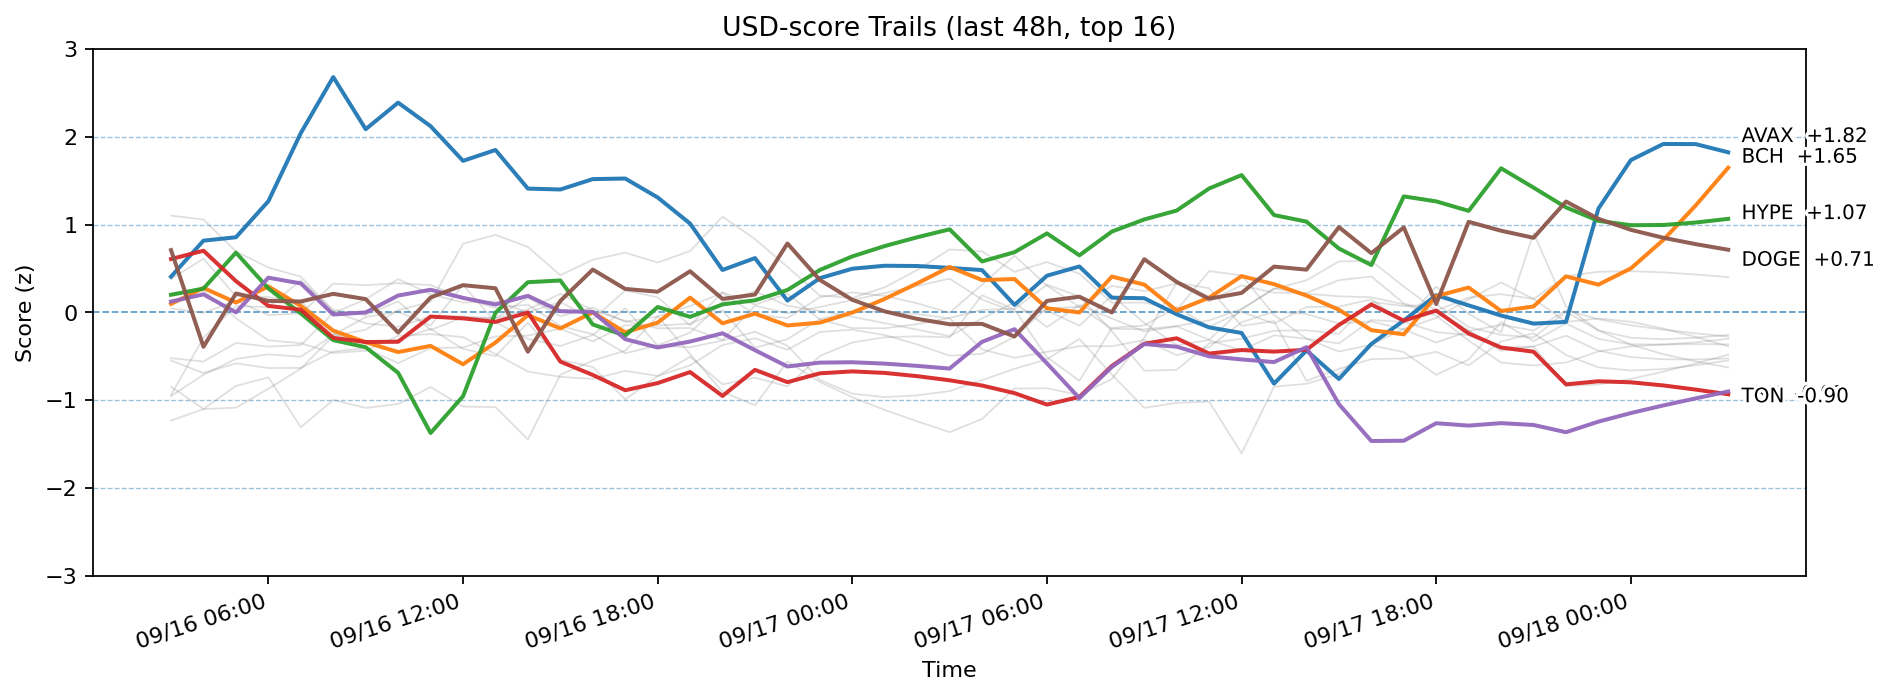 USD-score Trails (last 48h, top 16)
3
2
1
0
−1
−2
−3
Score (z)
AVAX +1.82
BCH +1.65
HYPE +1.07
DOGE +0.71
TON -0.90
09/16 06:00
09/16 12:00
09/16 18:00
09/17 00:00
09/17 06:00
09/17 12:00
09/17 18:00
09/18 00:00
Time